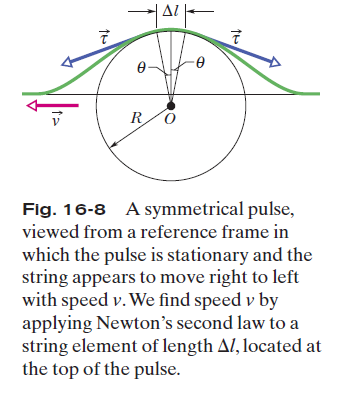 Δl
τ⃗ τ⃗
θ θ
v⃗ R O
Fig. 16-8 A symmetrical pulse,
viewed from a reference frame in
which the pulse is stationary and the
string appears to move right to left
with speed v. We find speed v by
applying Newton's second law to a
string element of length Δl, located at
the top of the pulse.